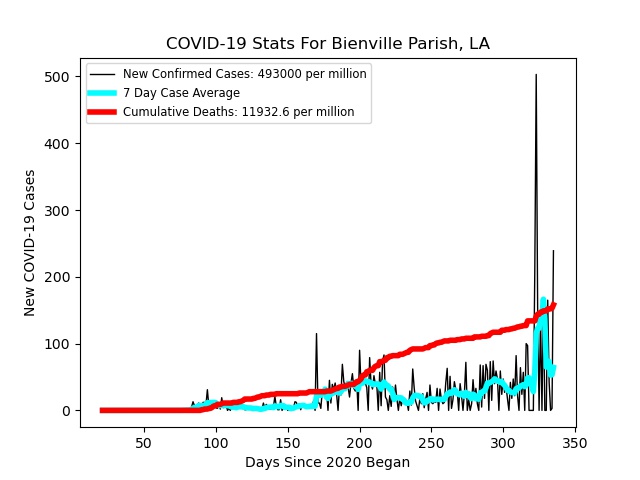 COVID-19 Stats For Bienville Parish, LA
New Confirmed Cases: 493000 per million
7 Day Case Average
Cumulative Deaths: 11932.6 per million
New COVID-19 Cases
500
400
300
200
100
0
50 100 150 200 250 300 350
Days Since 2020 Began